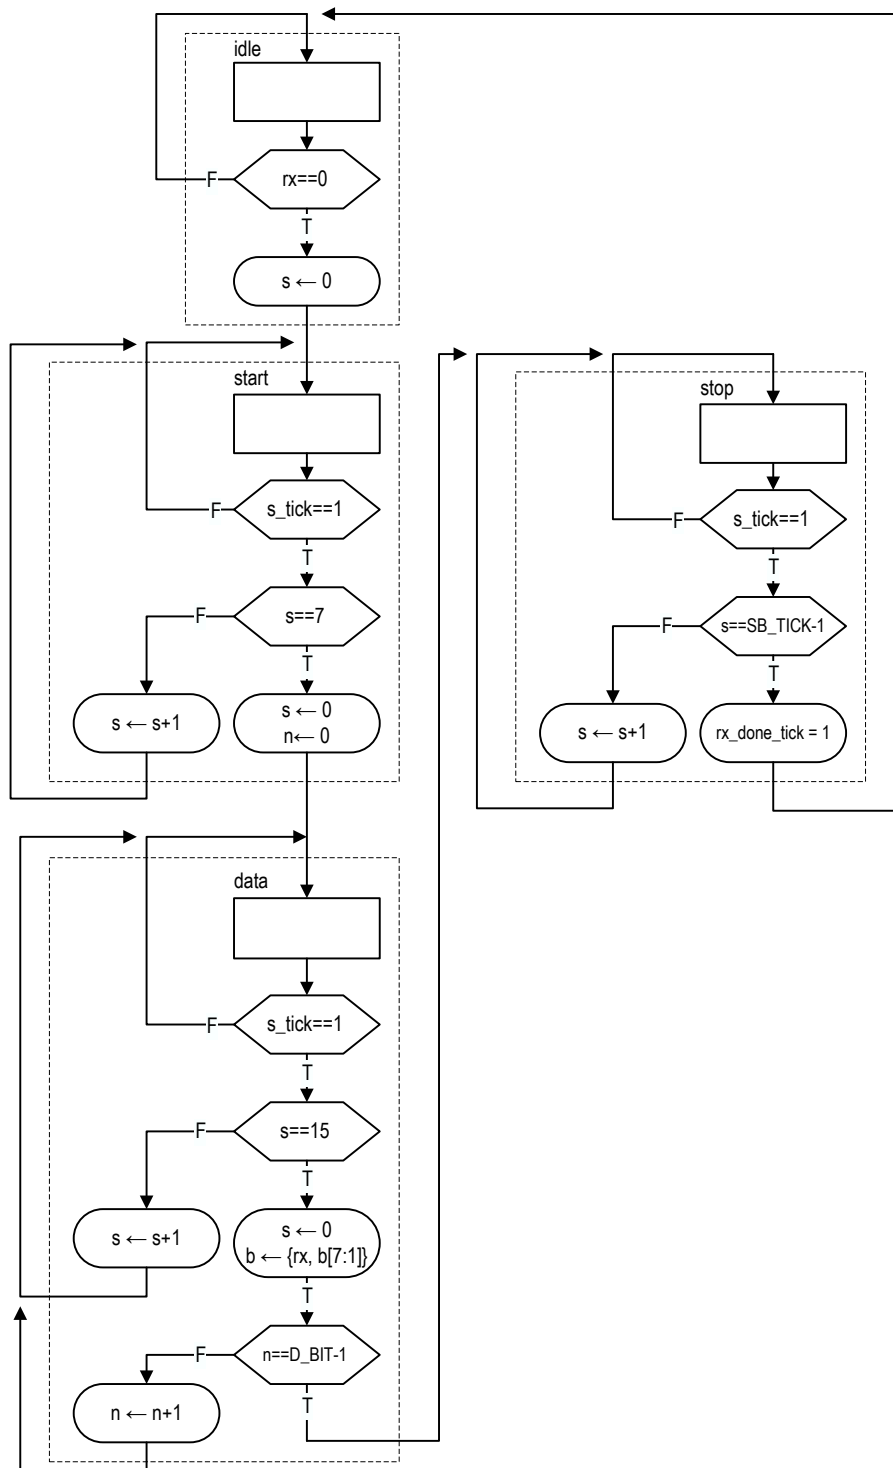 idle
rx==0
F
T
s ← 0
start
s_tick==1
F
T
s==7
F
T
s ← s+1
s ← 0
n← 0
data
s_tick==1
F
T
s==15
F
T
s ← s+1
s ← 0
b ← {rx, b[7:1]}
T
n==D_BIT-1
F
T
n ← n+1
stop
s_tick==1
F
T
s==SB_TICK-1
F
T
s ← s+1
rx_done_tick = 1